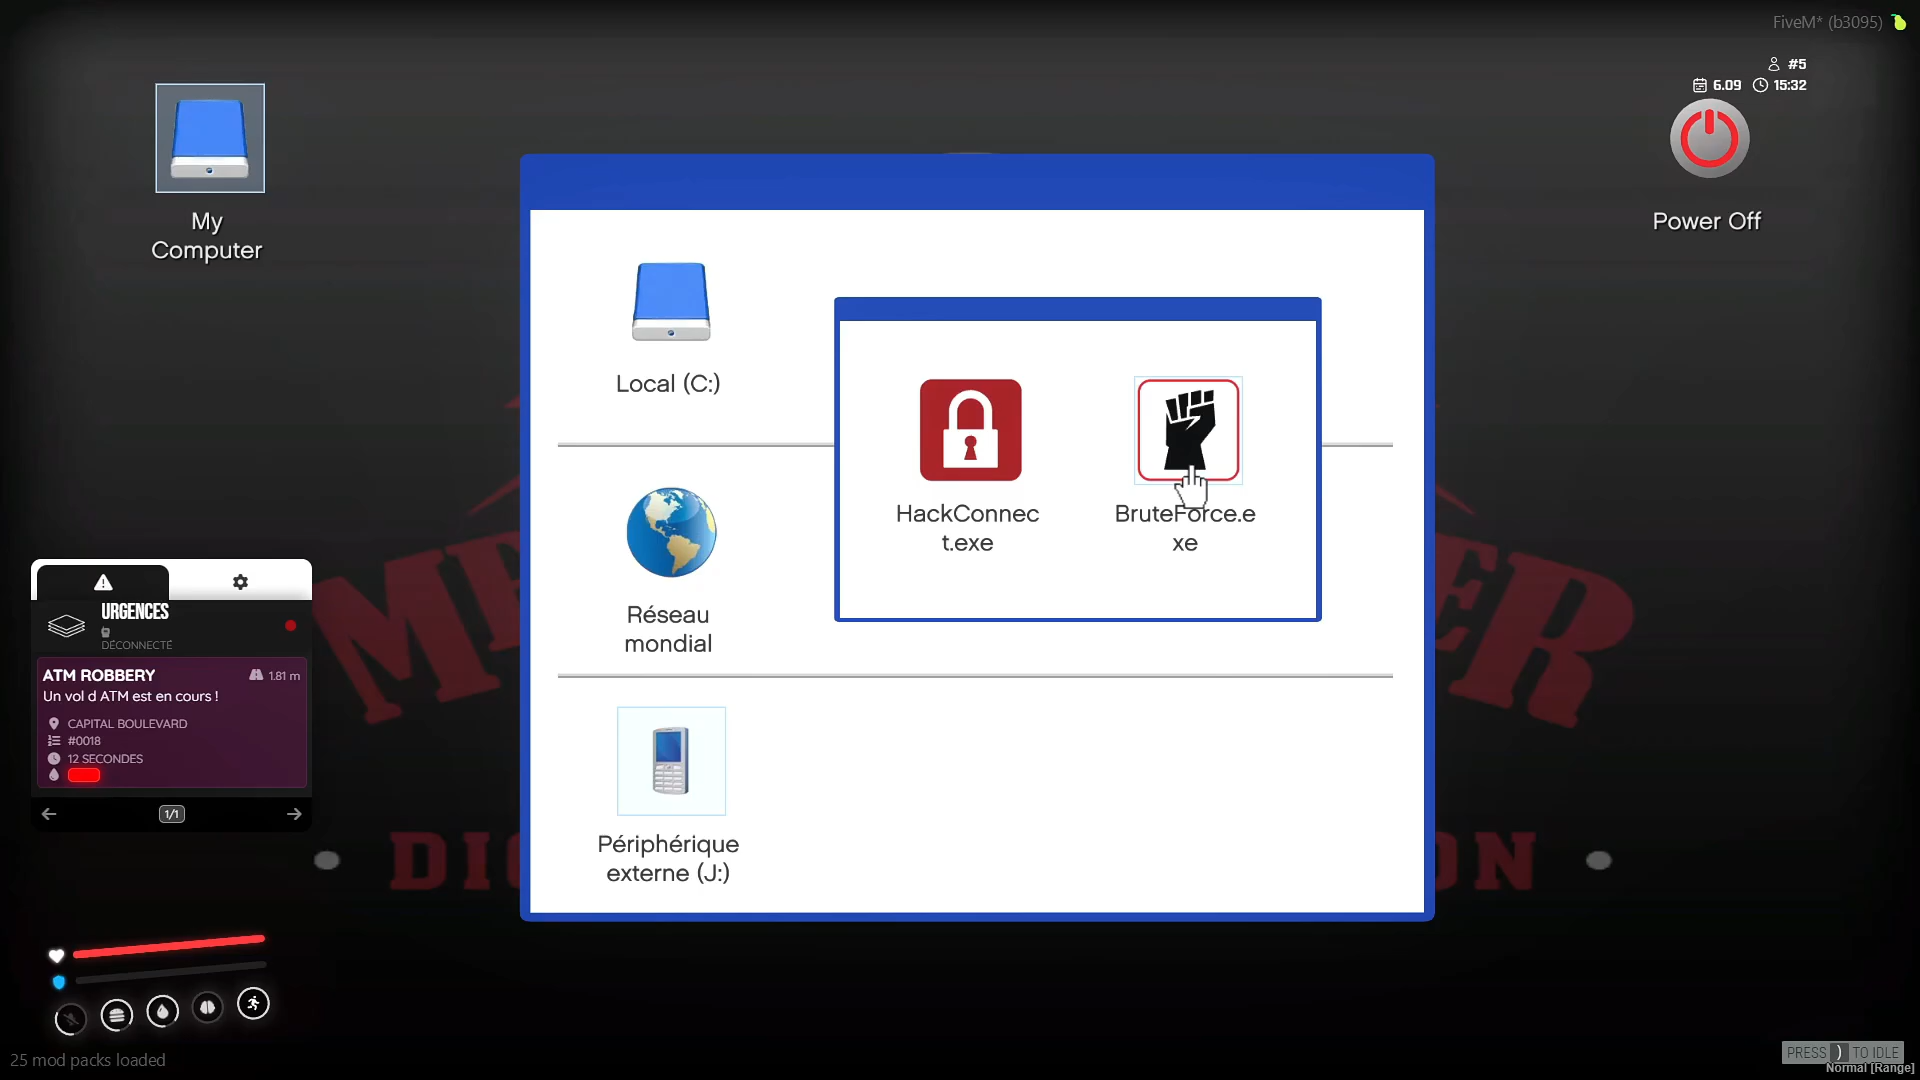 FiveM* (b3095)
#5
6.09 15:32
My
Computer
Power Off
Local (C:)
HackConnec
t.exe
BruteForce.e
xe
Réseau
mondial
URGENCES
DÉCONNECTÉ
ATM ROBBERY 1.81 m
Un vol d ATM est en cours !
CAPITAL BOULEVARD
#0018
12 SECONDES
1/1
Périphérique
externe (J:)
25 mod packs loaded
PRESS ) TO IDLE
Normal [Range]